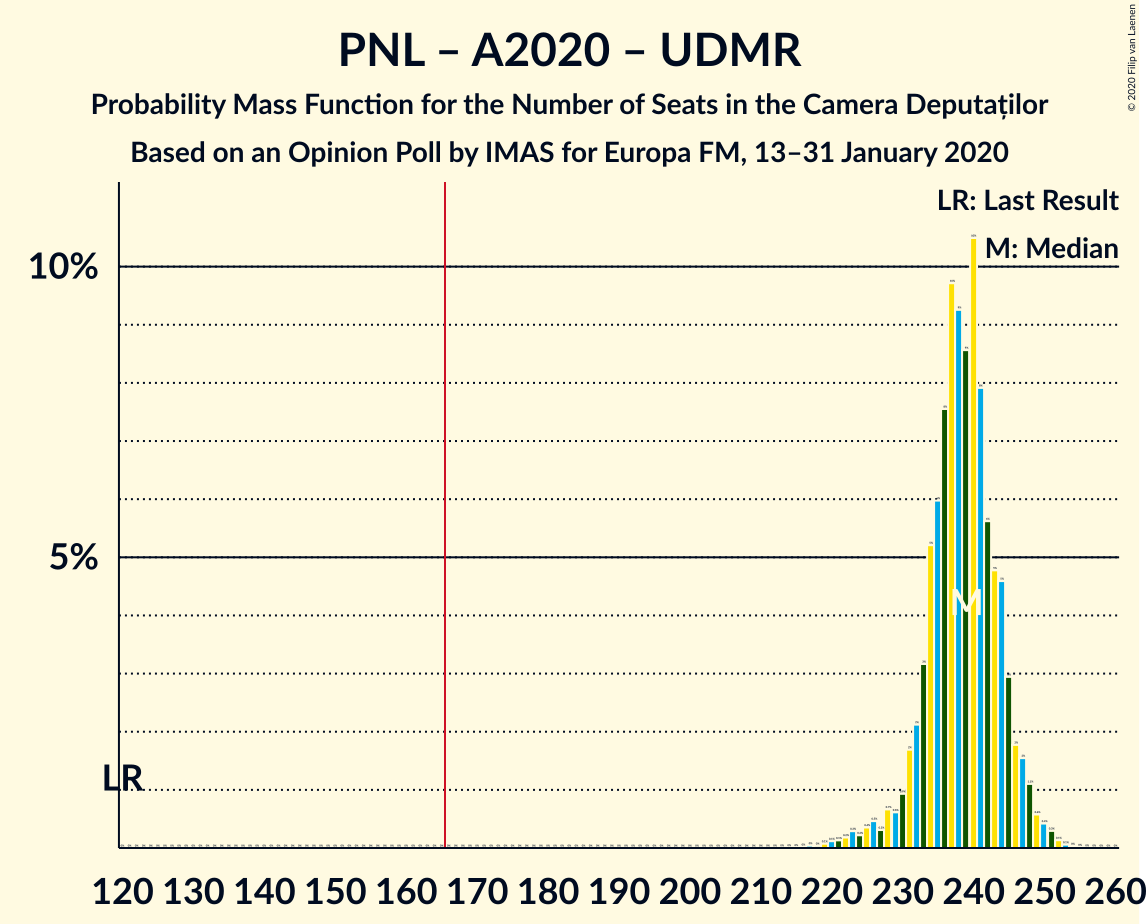 PNL – A2020 – UDMR
Probability Mass Function for the Number of Seats in the Camera Deputaților
Based on an Opinion Poll by IMAS for Europa FM, 13–31 January 2020
© 2020 Filip van Laenen
LR: Last Result
M: Median
10%
5%
M
LR
120 130 140 150 160 170 180 190 200 210 220 230 240 250 260